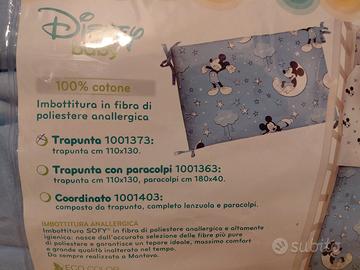 Disney
baby
100% cotone
Imbottitura in fibra di
poliestere anallergica
Trapunta 1001373:
trapunta cm 110x130.
Trapunta con paracolpi 1001363:
trapunta cm 110x130, paracolpi cm 180x40.
Coordinato 1001403:
composto da trapunta, completo lenzuola e paracolpi.
IMBOTTITURA ANALLERGICA
Imbottitura SOFY® in fibra di poliestere anallergica e altamente
igienica: nasce dall'accurata selezione delle fibre più pure
di poliestere e garantisce un tepore ideale, massimo comfort
e grande qualità inalterata nel tempo.
Da sempre realizzata a Mantova.
ECO COLOR
subito